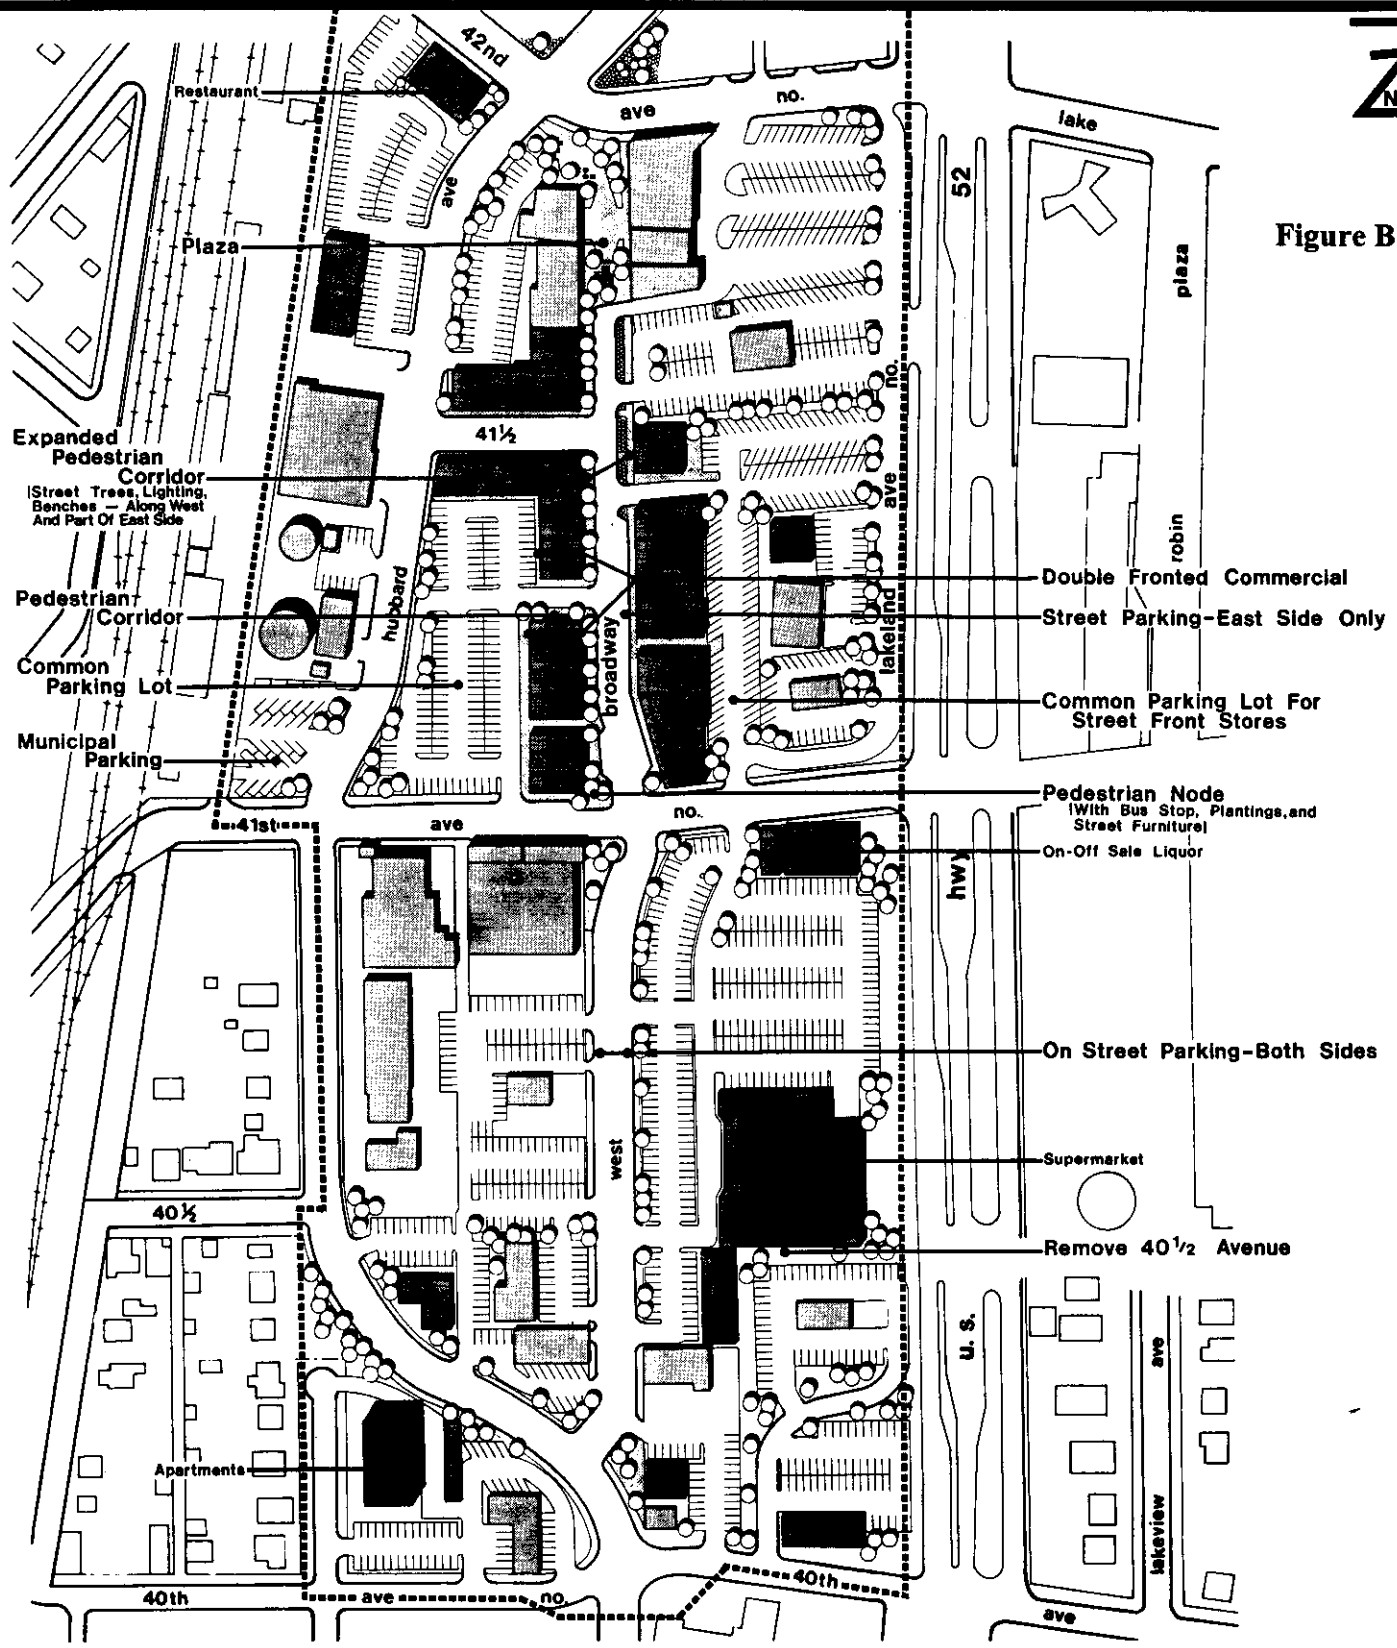 42nd
Restaurant
ave
no.
lake
N
52
ave
Figure B
Plaza
plaza
no.
41½
Expanded
Pedestrian
Corridor
(Street Trees, Lighting,
Benches — Along West
And Part Of East Side
ave
robin
hubbard
Double Fronted Commercial
Pedestrian
Corridor
lakeland
Street Parking-East Side Only
broadway
Common
Parking Lot
Common Parking Lot For
Street Front Stores
Municipal
Parking
Pedestrian Node
(With Bus Stop, Plantings, and
Street Furniture)
41st
ave
no.
On-Off Sale Liquor
hwy
On Street Parking-Both Sides
west
Supermarket
40 ½
Remove 40 ½ Avenue
u. s.
ave
Apartments
lakeview
40th
ave
no.
40th
ave